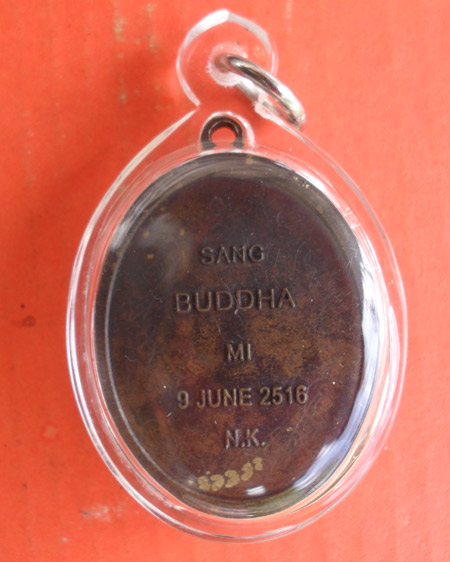 SANG
BUDDHA
MI
9 JUNE 2516
N.K.